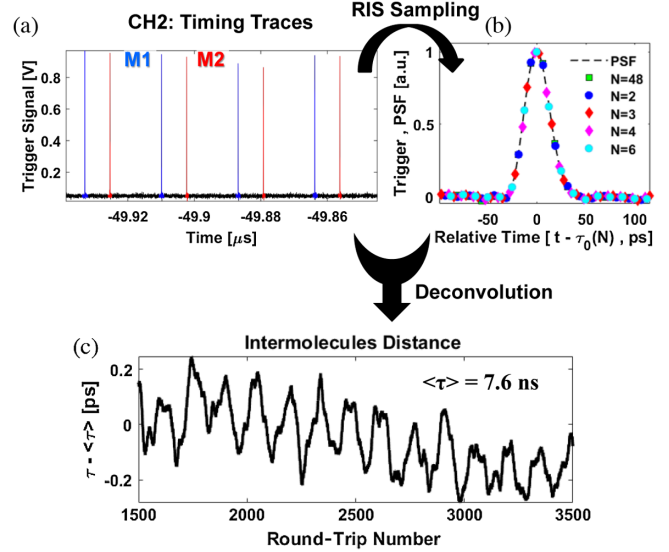 (a)
CH2: Timing Traces
RIS Sampling
(b)
M1
M2
Trigger Signal [V]
0.8
0.6
0.4
0.2
-49.92
-49.9
-49.88
-49.86
Time [μs]
Trigger , PSF [a.u.]
1
0.5
0
PSF
N=48
N=2
N=3
N=4
N=6
-50
0
50
100
Relative Time [ t - τ0(N) , ps]
Deconvolution
(c)
Intermolecules Distance
<τ> = 7.6 ns
τ - <τ> [ps]
0.2
0
-0.2
1500
2000
2500
3000
3500
Round-Trip Number